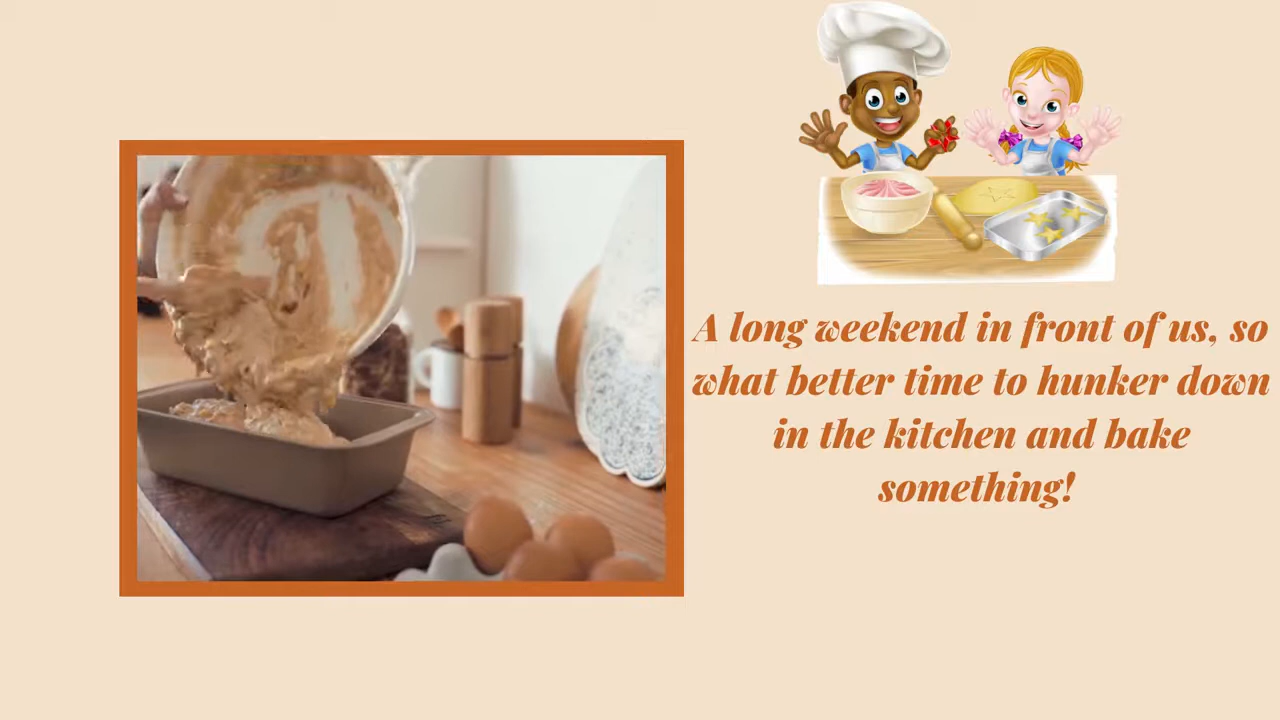 A long weekend in front of us, so
what better time to hunker down
in the kitchen and bake
something!